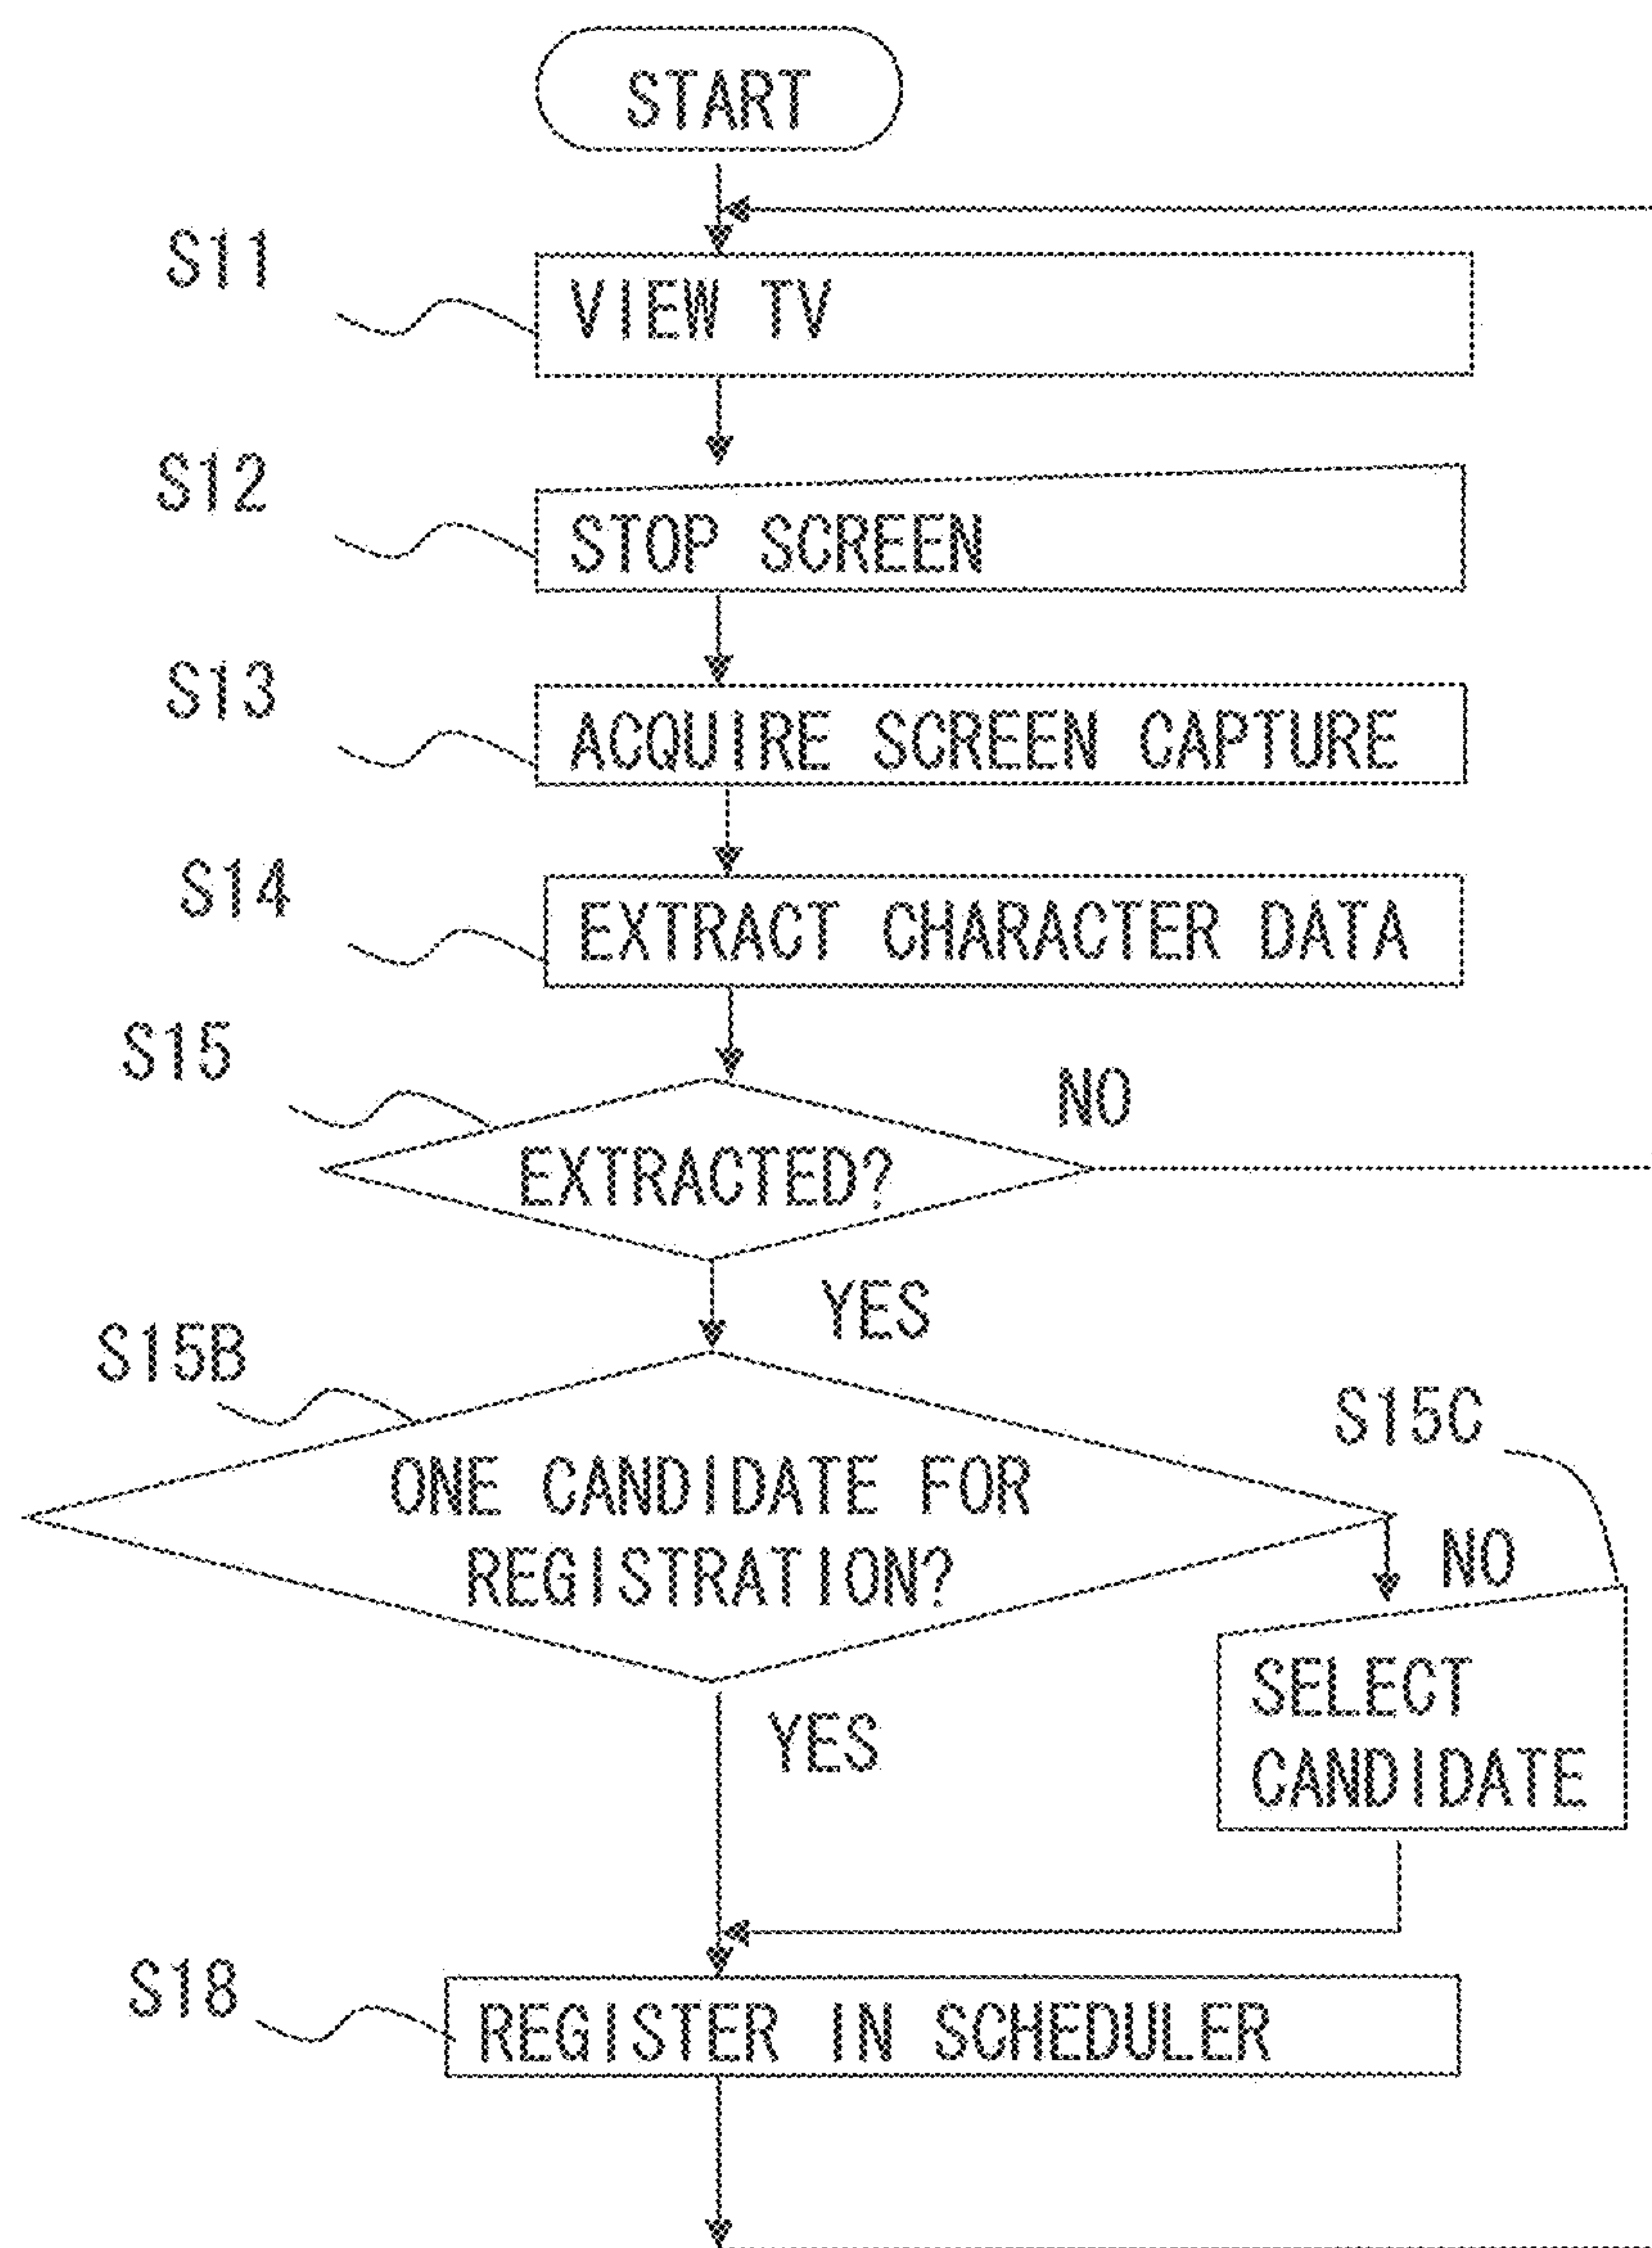 START
S11
VIEW TV
S12
STOP SCREEN
S13
ACQUIRE SCREEN CAPTURE
S14
EXTRACT CHARACTER DATA
S15
NO
EXTRACTED?
YES
S15B
S15C
ONE CANDIDATE FOR
REGISTRATION?
NO
SELECT
CANDIDATE
YES
S18
REGISTER IN SCHEDULER